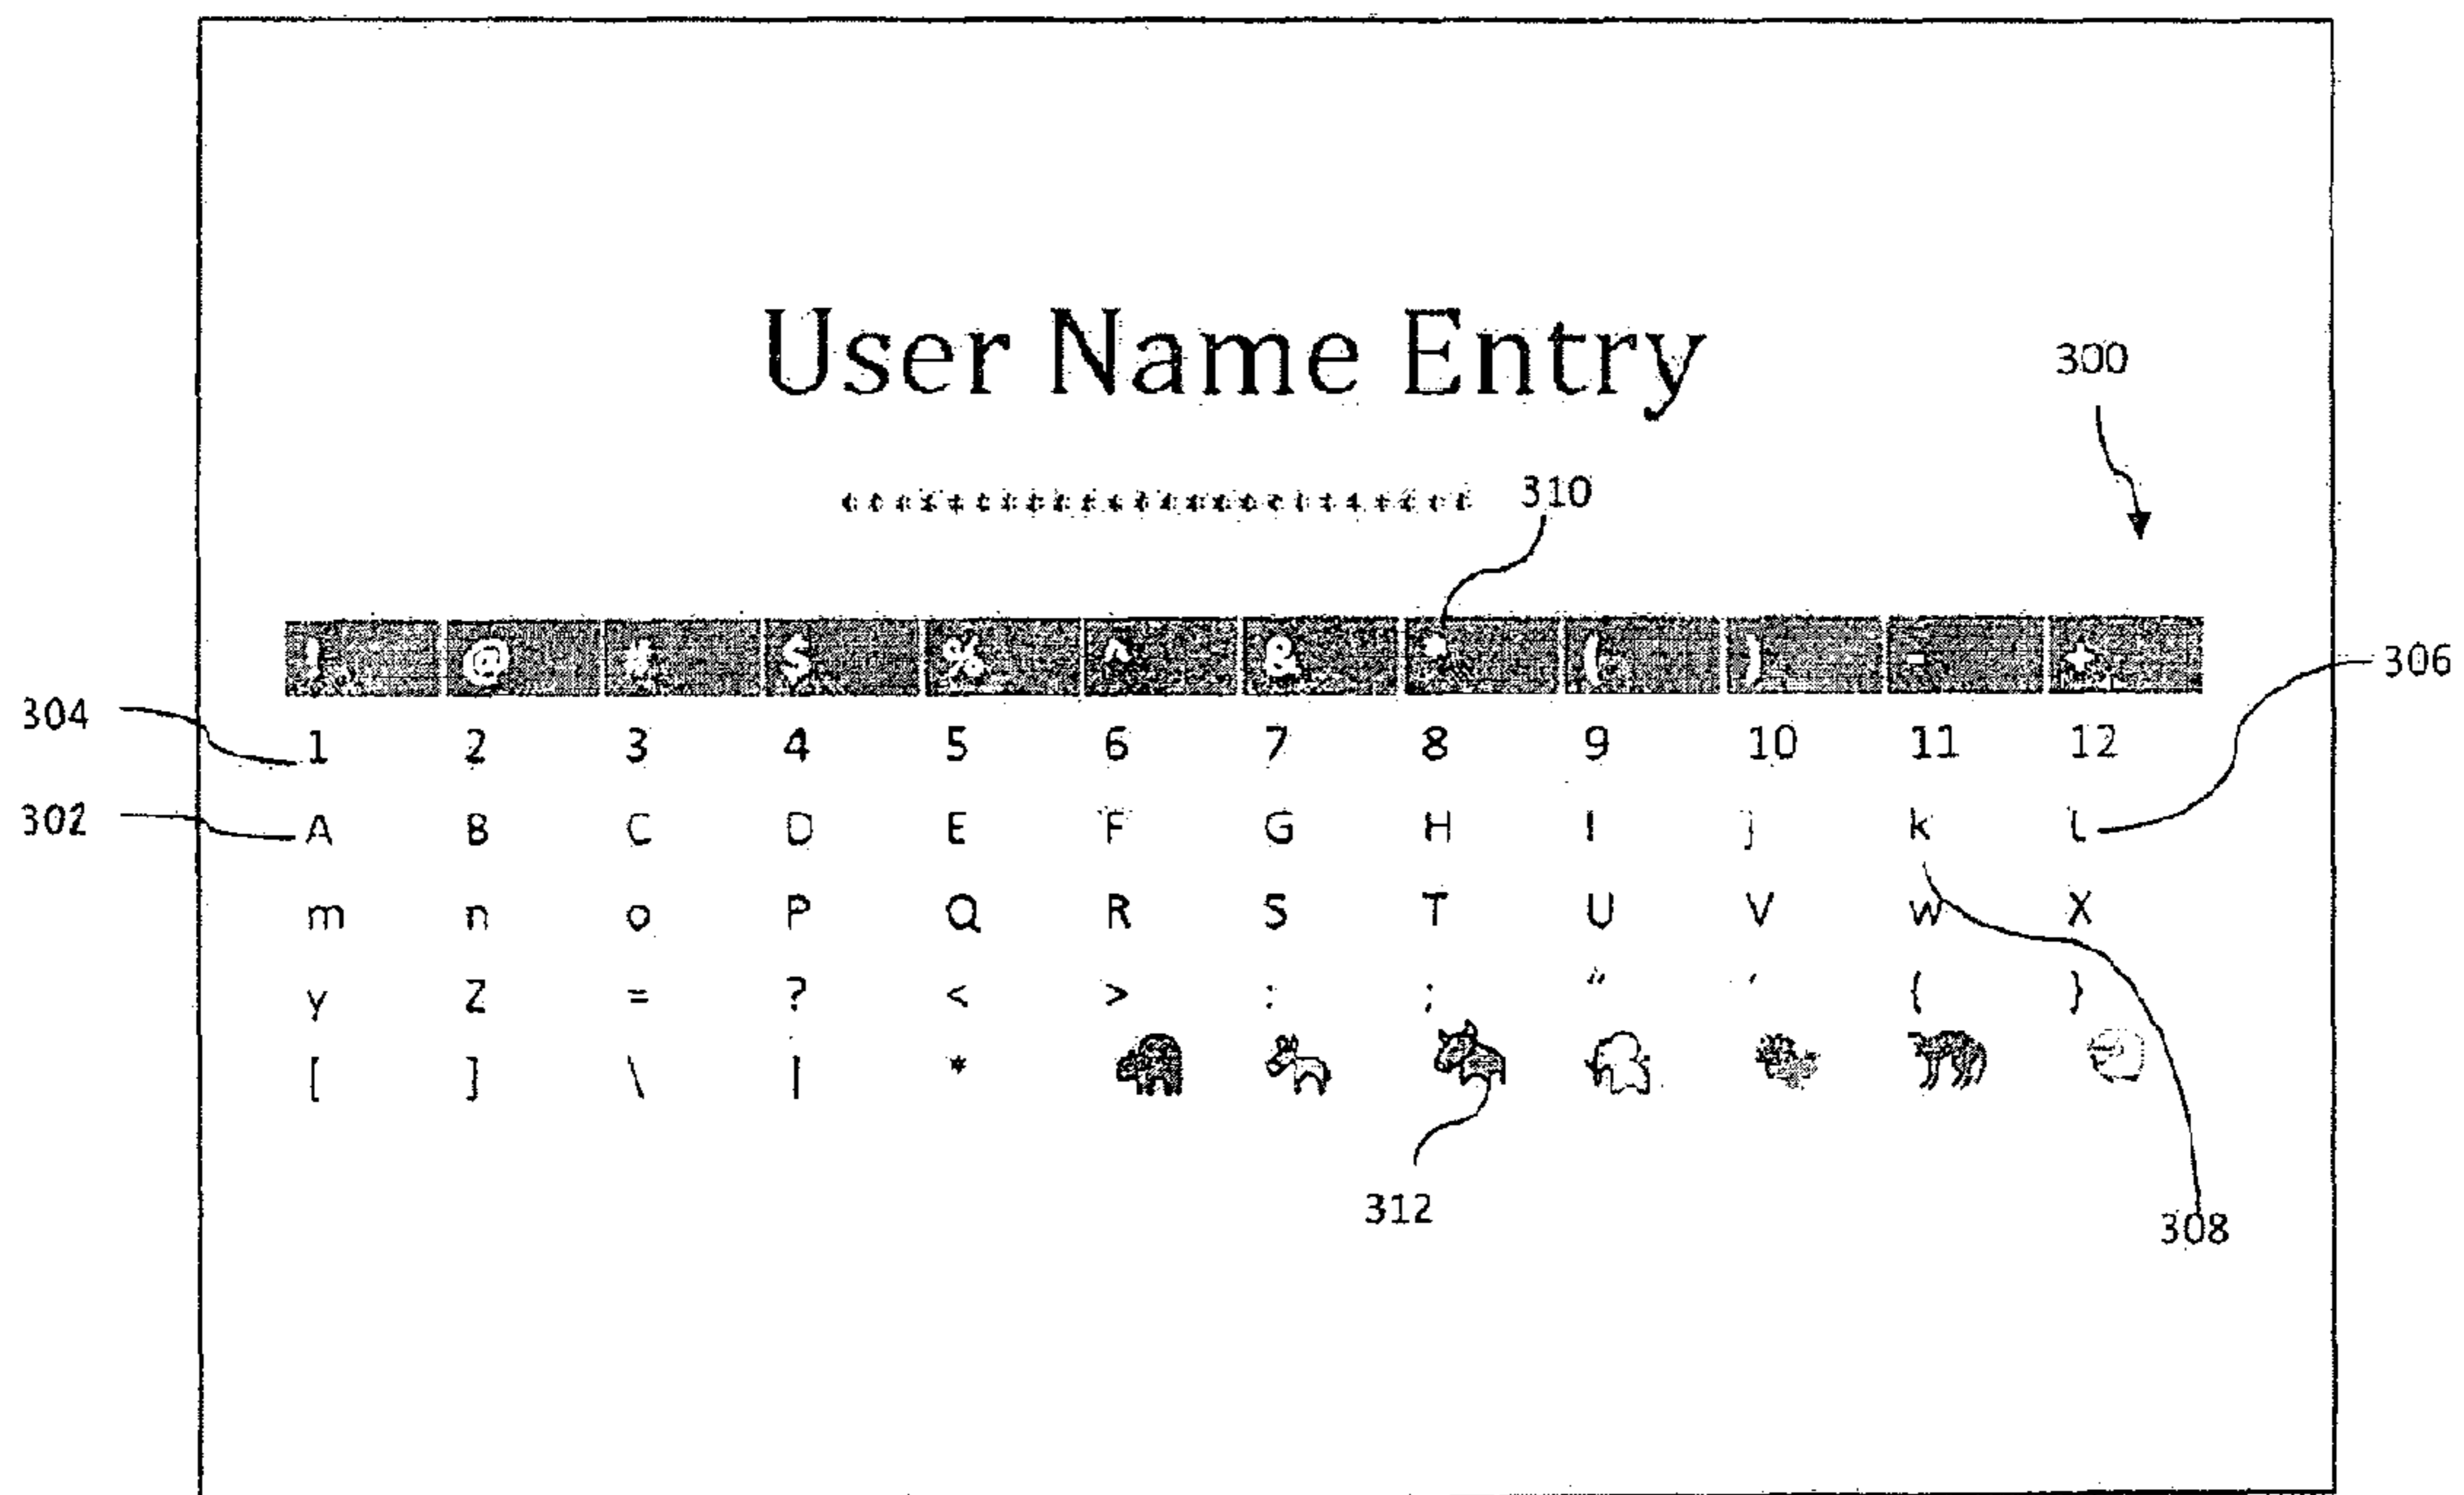 User Name Entry
300
310
! @ # $ % ^ & * ( ) - +
306
304
1 2 3 4 5 6 7 8 9 10 11 12
302
A B C D E F G H I j k l
m n o P Q R S T U V w X
y Z = ? < > : ; “ ‘ { }
[ ] \ | *
312
308